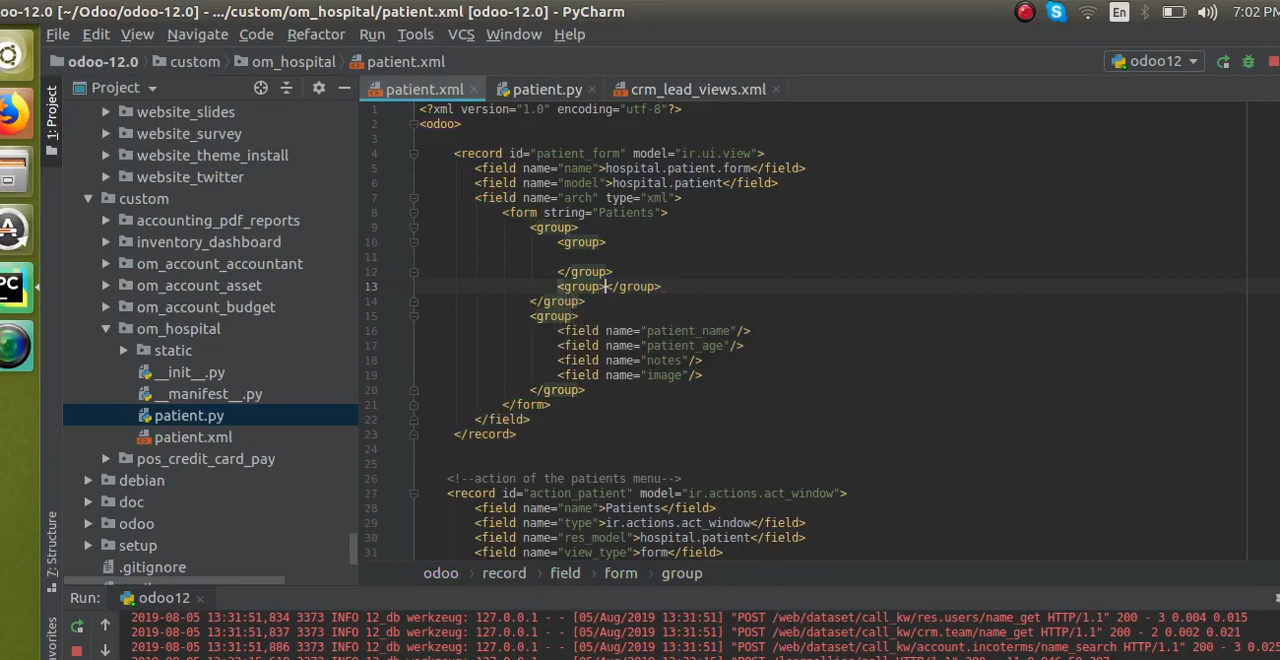 oo-12.0 [~/Odoo/odoo-12.0] - .../custom/om_hospital/patient.xml [odoo-12.0] - PyCharm
En
7:02 PM
File Edit View Navigate Code Refactor Run Tools VCS Window Help
odoo-12.0 custom om_hospital patient.xml
odoo12
1: Project
Project
patient.xml patient.py crm_lead_views.xml
website_slides
website_survey
website_theme_install
website_twitter
custom
accounting_pdf_reports
inventory_dashboard
om_account_accountant
om_account_asset
om_account_budget
om_hospital
static
__init__.py
__manifest__.py
patient.py
patient.xml
pos_credit_card_pay
debian
doc
odoo
setup
.gitignore
1 <?xml version="1.0" encoding="utf-8"?>
2 <odoo>
3
4 <record id="patient_form" model="ir.ui.view">
5 <field name="name">hospital.patient.form</field>
6 <field name="model">hospital.patient</field>
7 <field name="arch" type="xml">
8 <form string="Patients">
9 <group>
10 <group>
11
12 </group>
13 <group></group>
14 </group>
15 <group>
16 <field name="patient_name"/>
17 <field name="patient_age"/>
18 <field name="notes"/>
19 <field name="image"/>
20 </group>
21 </form>
22 </field>
23 </record>
24
25
26 <!--action of the patients menu-->
27 <record id="action_patient" model="ir.actions.act_window">
28 <field name="name">Patients</field>
29 <field name="type">ir.actions.act_window</field>
30 <field name="res_model">hospital.patient</field>
31 <field name="view_type">form</field>
odoo record field form group
7: Structure
Run: odoo12
2019-08-05 13:31:51,834 3373 INFO 12_db werkzeug: 127.0.0.1 - - [05/Aug/2019 13:31:51] "POST /web/dataset/call_kw/res.users/name_get HTTP/1.1" 200 - 3 0.004 0.015
2019-08-05 13:31:51,837 3373 INFO 12_db werkzeug: 127.0.0.1 - - [05/Aug/2019 13:31:51] "POST /web/dataset/call_kw/crm.team/name_get HTTP/1.1" 200 - 2 0.002 0.021
2019-08-05 13:31:51,886 3373 INFO 12_db werkzeug: 127.0.0.1 - - [05/Aug/2019 13:31:51] "POST /web/dataset/call_kw/account.incoterms/name_search HTTP/1.1" 200 - 3 0.02